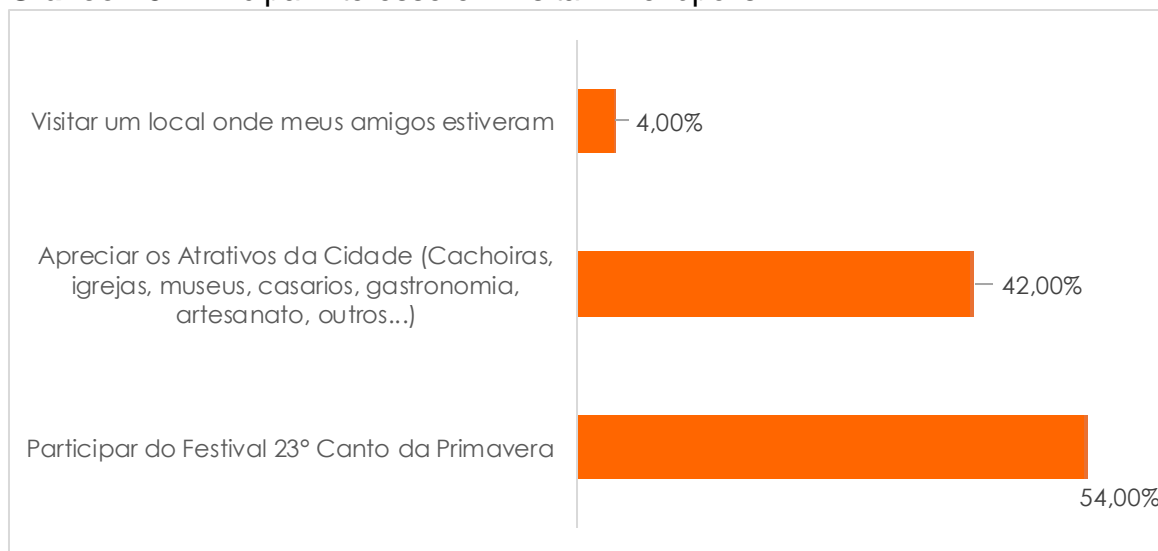 Visitar um local onde meus amigos estiveram
4,00%
Apreciar os Atrativos da Cidade (Cachoiras,
igrejas, museus, casarios, gastronomia,
artesanato, outros...)
42,00%
Participar do Festival 23º Canto da Primavera
54,00%